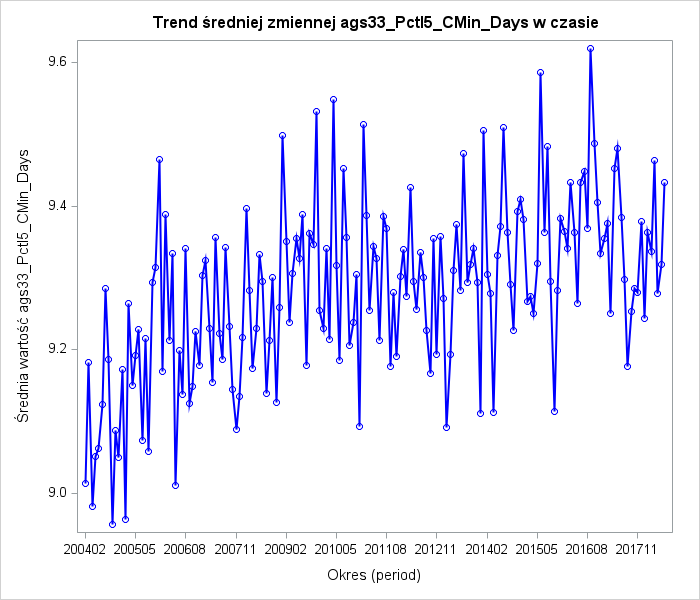 Trend średniej zmiennej ags33_Pctl5_CMin_Days w czasie
9.6
9.4
9.2
9.0
Średnia wartość ags33_Pctl5_CMin_Days
200402 200505 200608 200711 200902 201005 201108 201211 201402 201505 201608 201711
Okres (period)